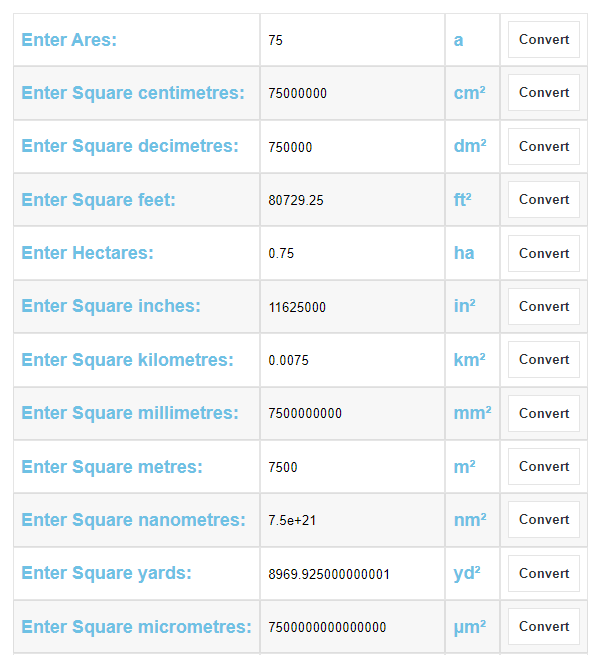 Enter Ares: 75 a Convert
Enter Square centimetres: 75000000 cm² Convert
Enter Square decimetres: 750000 dm² Convert
Enter Square feet: 80729.25 ft² Convert
Enter Hectares: 0.75 ha Convert
Enter Square inches: 11625000 in² Convert
Enter Square kilometres: 0.0075 km² Convert
Enter Square millimetres: 7500000000 mm² Convert
Enter Square metres: 7500 m² Convert
Enter Square nanometres: 7.5e+21 nm² Convert
Enter Square yards: 8969.925000000001 yd² Convert
Enter Square micrometres: 7500000000000000 µm² Convert